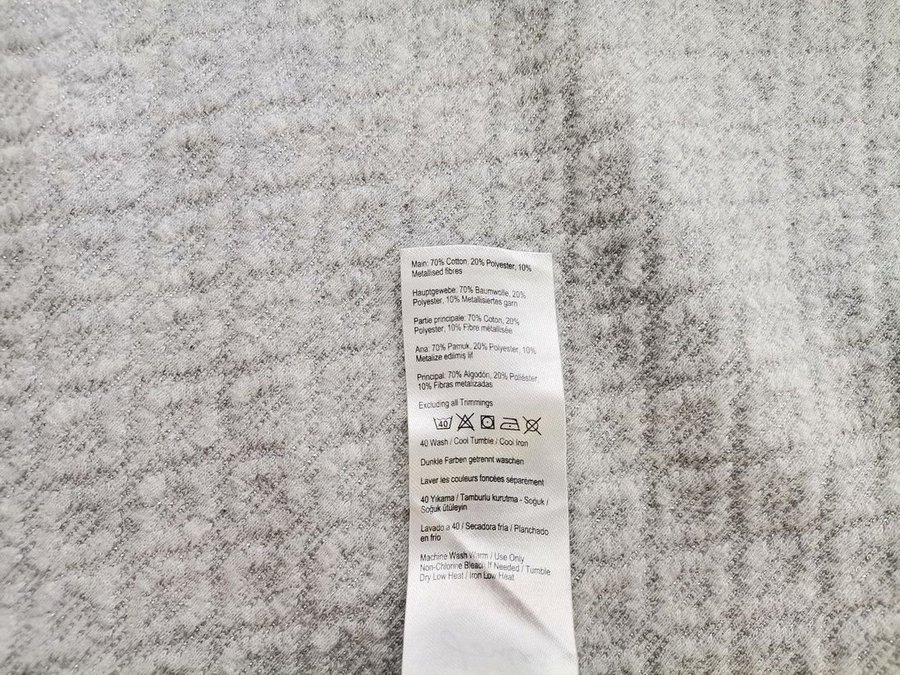 Main: 70% Cotton, 20% Polyester, 10%
Metallised fibres
Hauptgewebe: 70% Baumwolle, 20%
Polyester, 10% Metallisiertes garn
Partie principale: 70% Coton, 20%
Polyester, 10% Fibre métallisée
Ana: 70% Pamuk, 20% Polyester, 10%
Metalize edilmiş lif
Principal: 70% Algodón, 20% Poliéster,
10% Fibras metalizadas
Excluding all Trimmings
40
40 Wash / Cool Tumble / Cool Iron
Dunkle Farben getrennt waschen
Laver les couleurs foncées séparément
40 Yıkama / Tamburlu kurutma - Soğuk /
Soğuk ütüleyin
Lavado a 40 / Secadora fria / Planchado
en frio
Machine Wash Warm / Use Only
Non-Chlorine Bleach If Needed / Tumble
Dry Low Heat / Iron Low Heat